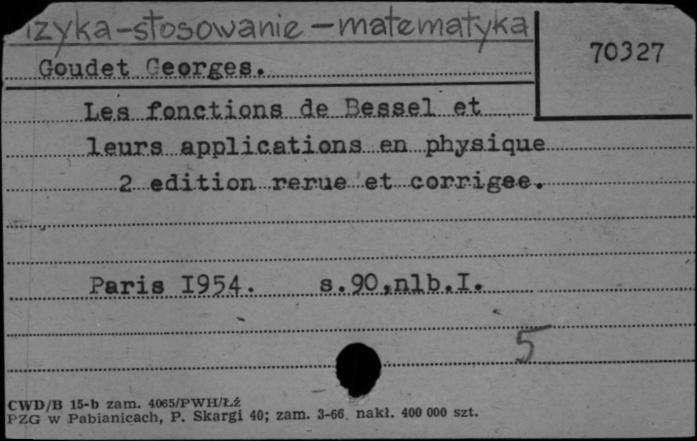 izyka-stosowanie-matematyka
70327
Goudet Georges.
Les fonctions de Bessel et
leurs applications en physique
2 edition rerue et corrigee.
Paris I954. s.90,nlb.I.
5
CWD/B 15-b zam. 4065/PWH/Łź
PZG w Pabianicach, P. Skargi 40; zam. 3-66, nakł. 400 000 szt.